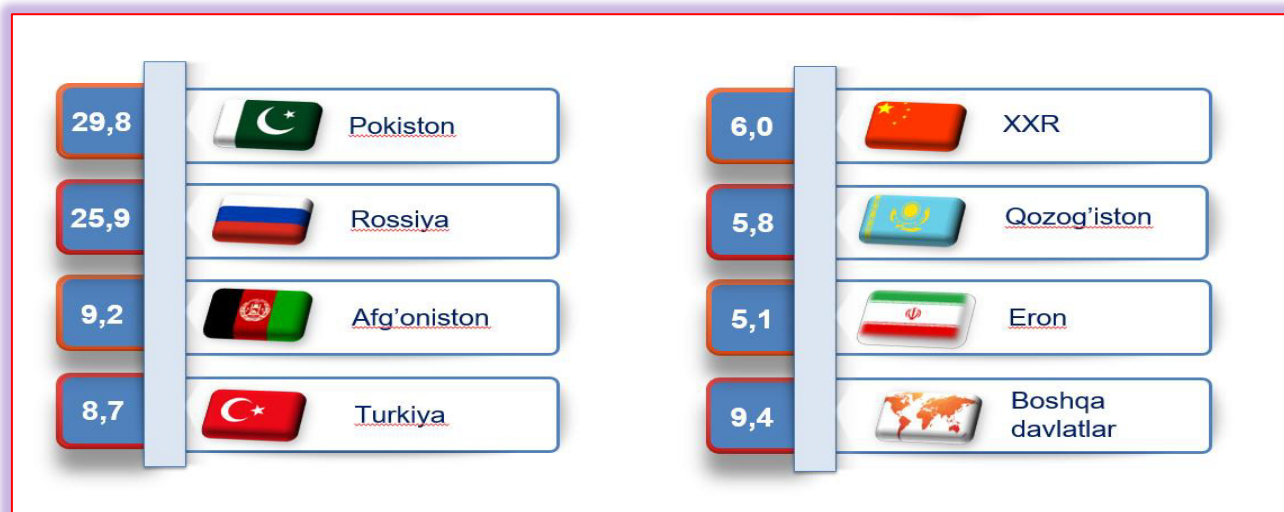 29,8 Pokiston
25,9 Rossiya
9,2 Afg’oniston
8,7 Turkiya
6,0 XXR
5,8 Qozog’iston
5,1 Eron
9,4 Boshqa
davlatlar